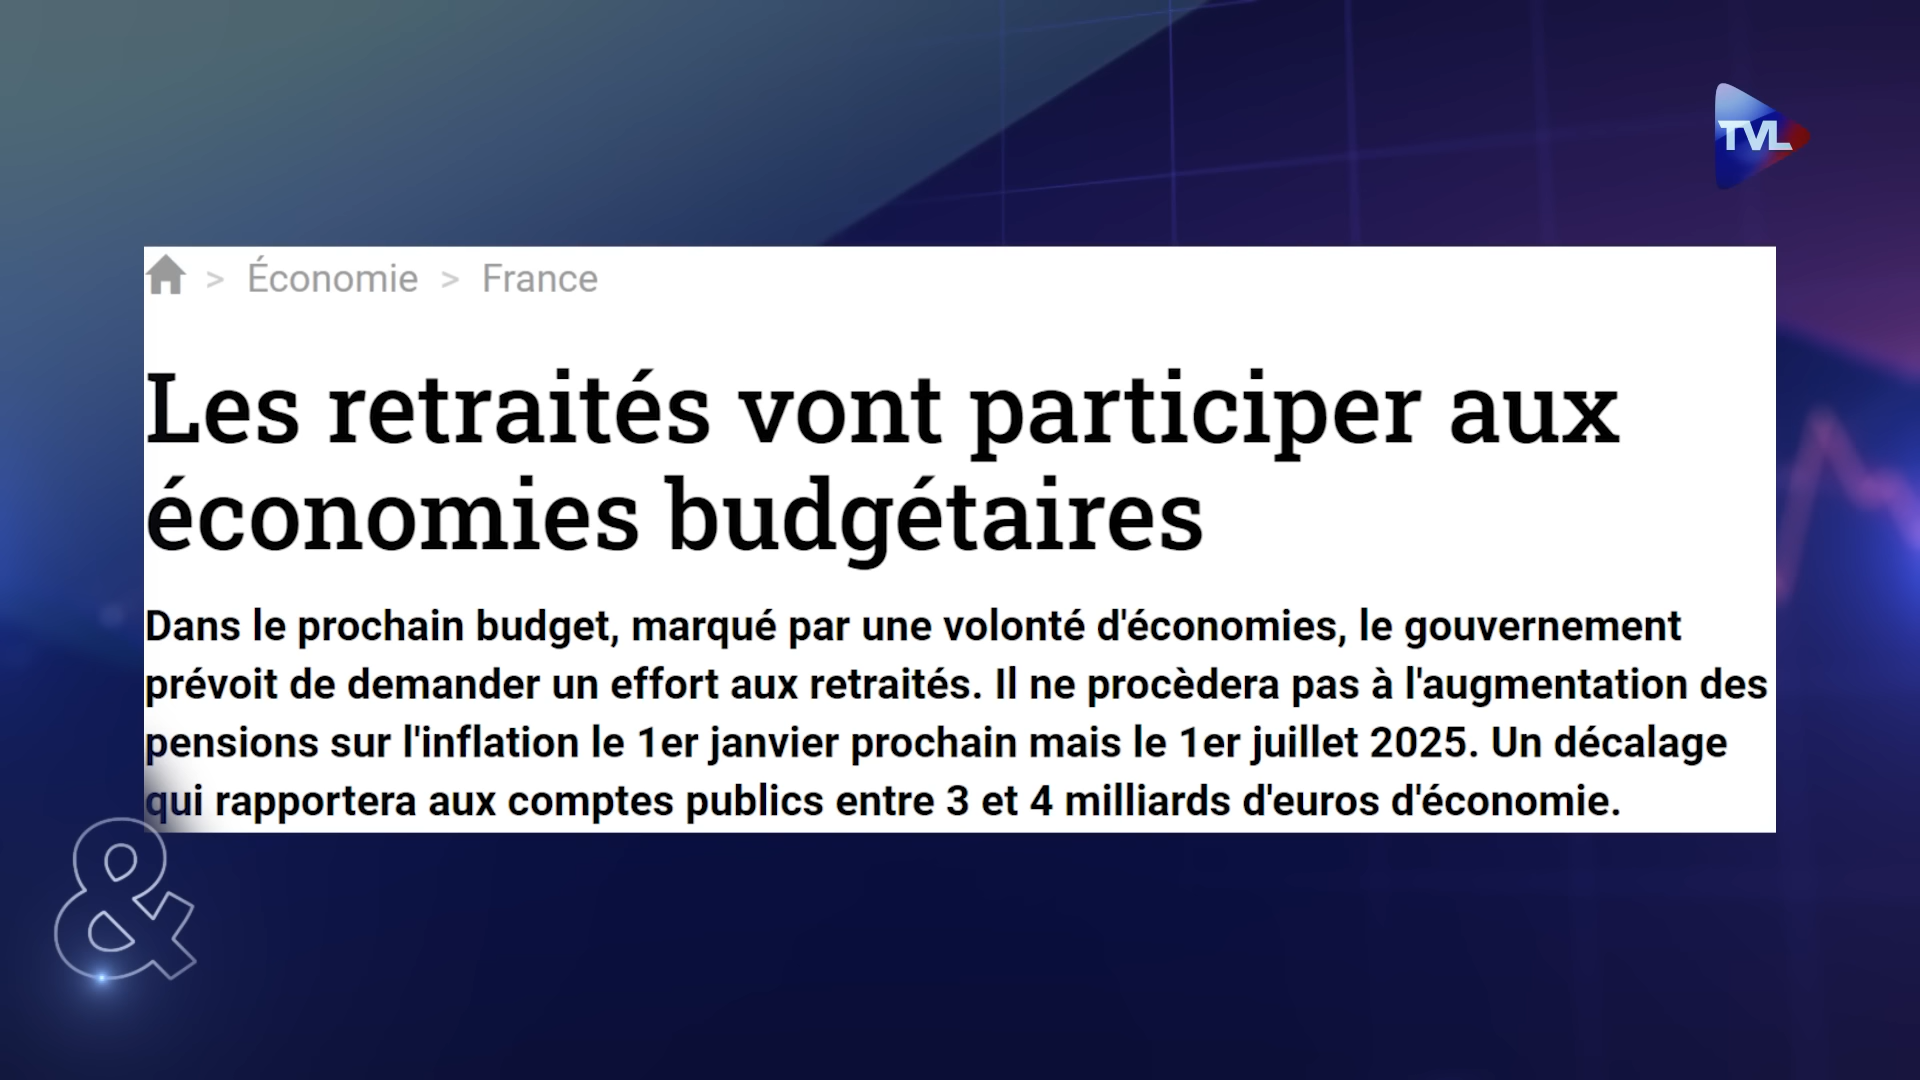 TVL
> Économie > France
Les retraités vont participer aux
économies budgétaires
Dans le prochain budget, marqué par une volonté d'économies, le gouvernement
prévoit de demander un effort aux retraités. Il ne procèdera pas à l'augmentation des
pensions sur l'inflation le 1er janvier prochain mais le 1er juillet 2025. Un décalage
qui rapportera aux comptes publics entre 3 et 4 milliards d'euros d'économie.
&